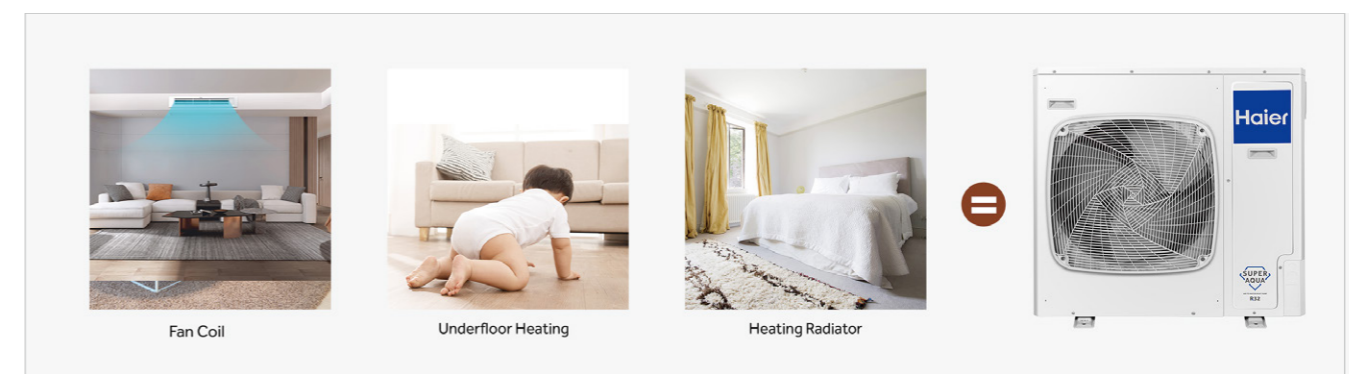 Fan Coil
Underfloor Heating
Heating Radiator
Haier
SUPER
AQUA
R32